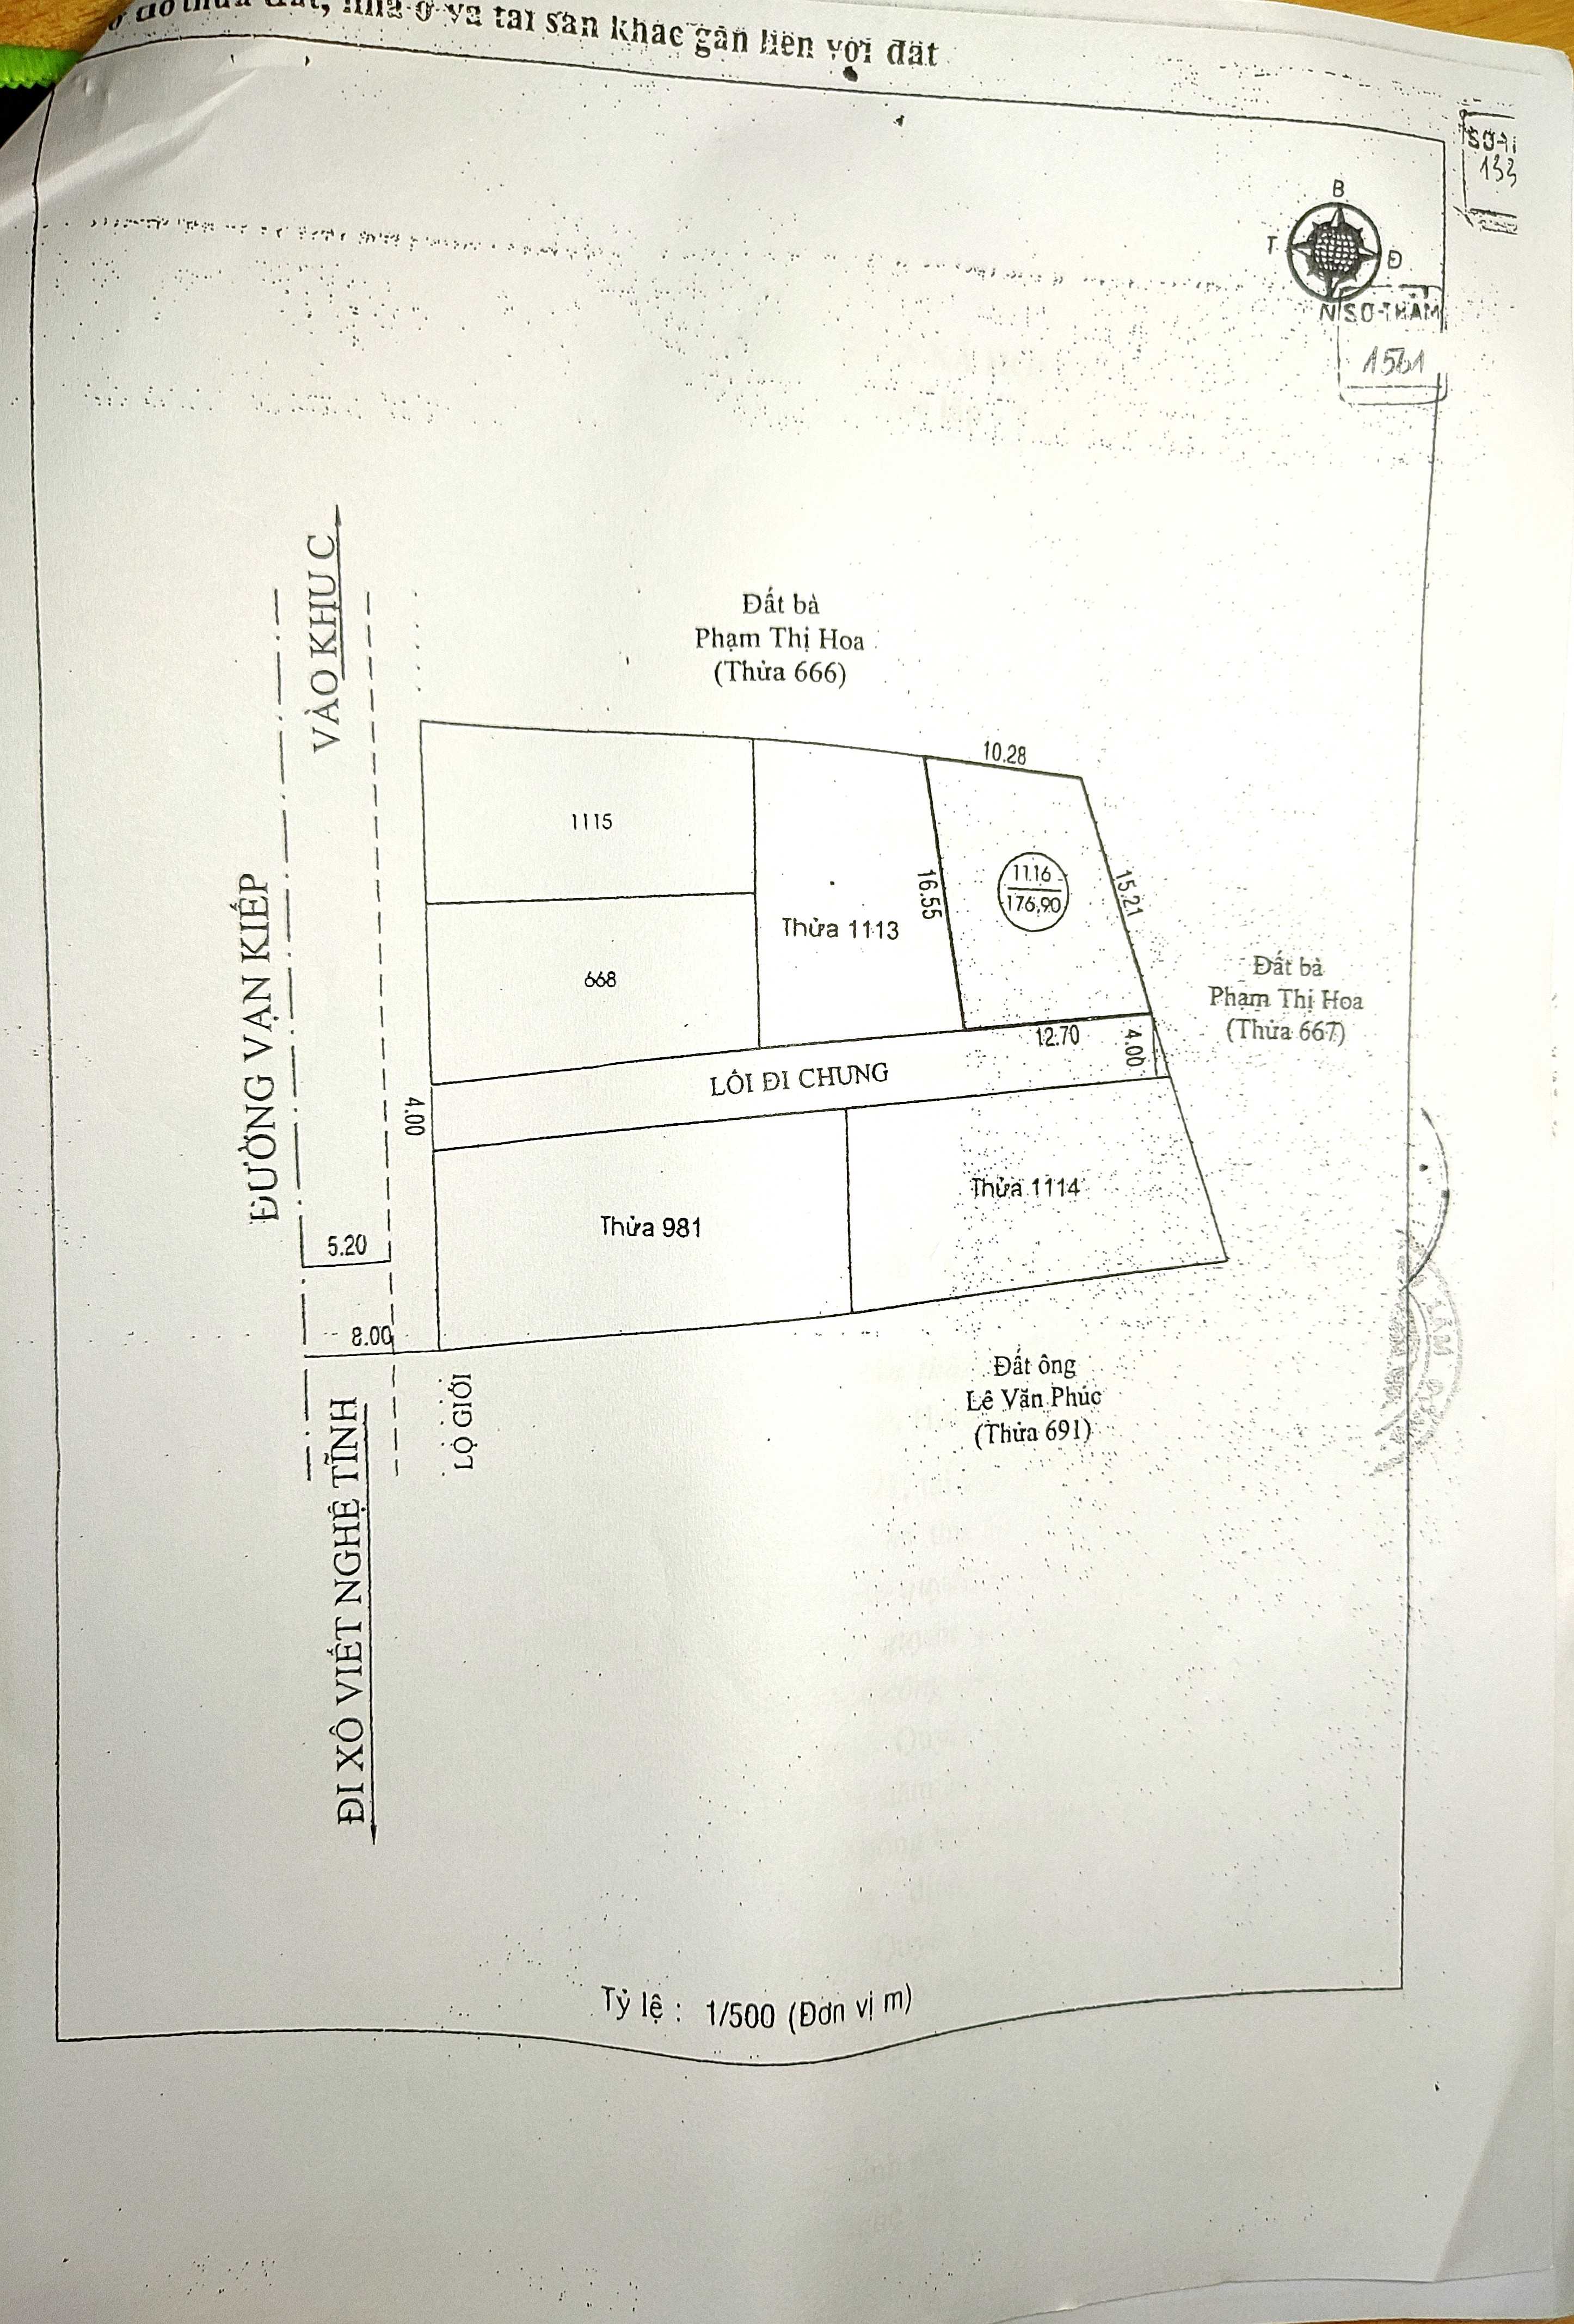 đồ thửa đất, nhà ở và tài sản khác gắn liền với đất
133
B
T
Đ
N
SƠ-THẨM
1561
VÀO KHU C
ĐƯỜNG VẠN KIẾP
Đất bà
Phạm Thị Hoa
(Thửa 666)
10.28
1115
1116
176,90
16.55
15.21
Thửa 1113
668
Đất bà
Phạm Thị Hoa
(Thửa 667)
12.70
4.00
LỐI ĐI CHUNG
4.00
Thửa 1114
Thửa 981
5.20
8.00
LỘ GIỚI
Đất ông
Lê Văn Phúc
(Thửa 691)
ĐI XÔ VIẾT NGHỆ TĨNH
Tỷ lệ : 1/500 (Đơn vị m)